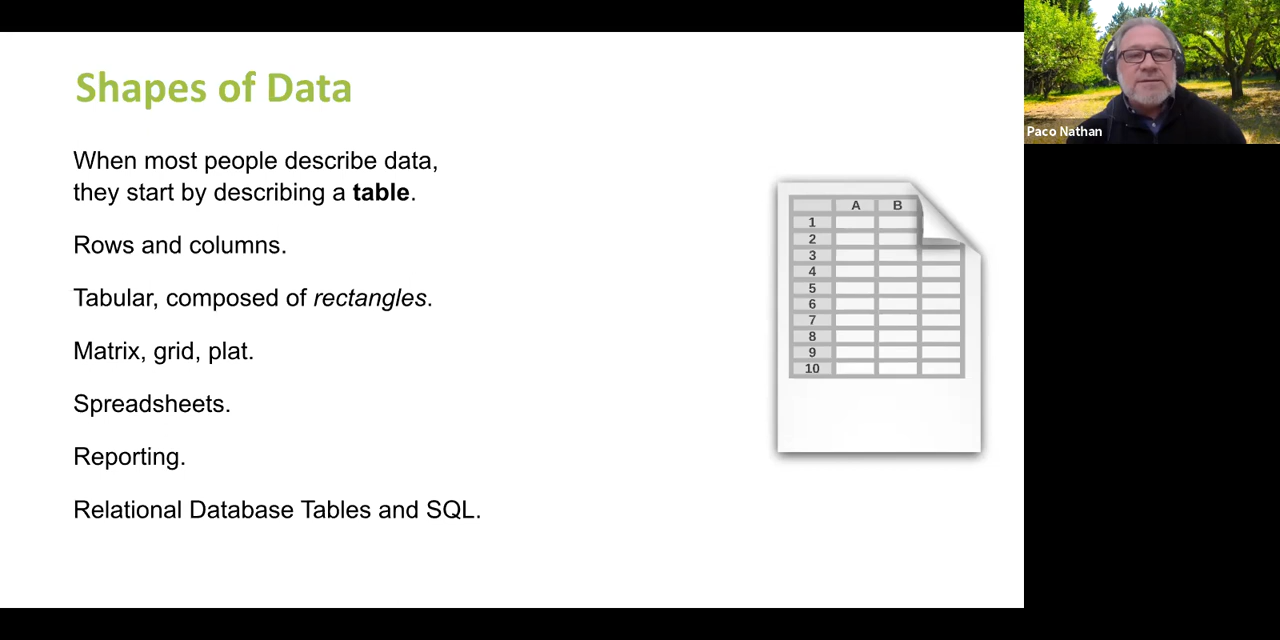 Shapes of Data
When most people describe data,
they start by describing a table.
Rows and columns.
Tabular, composed of rectangles.
Matrix, grid, plat.
Spreadsheets.
Reporting.
Relational Database Tables and SQL.
A B
1
2
3
4
5
6
7
8
9
10
Paco Nathan